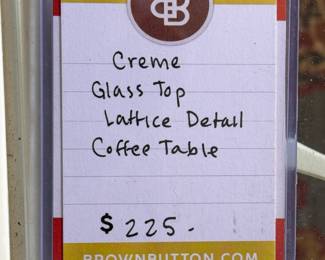 B
Creme
Glass Top
Lattice Detail
Coffee Table
$225-
BROWNBUTTON.COM